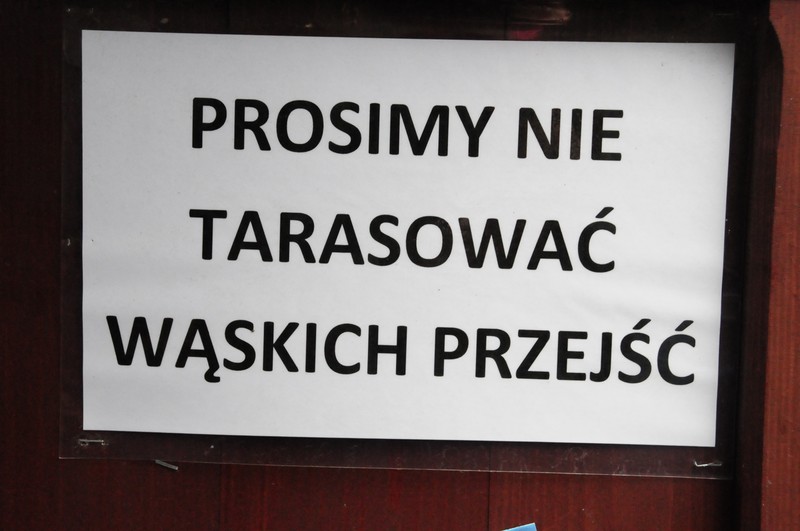 PROSIMY NIE
TARASOWAĆ
WĄSKICH PRZEJŚĆ